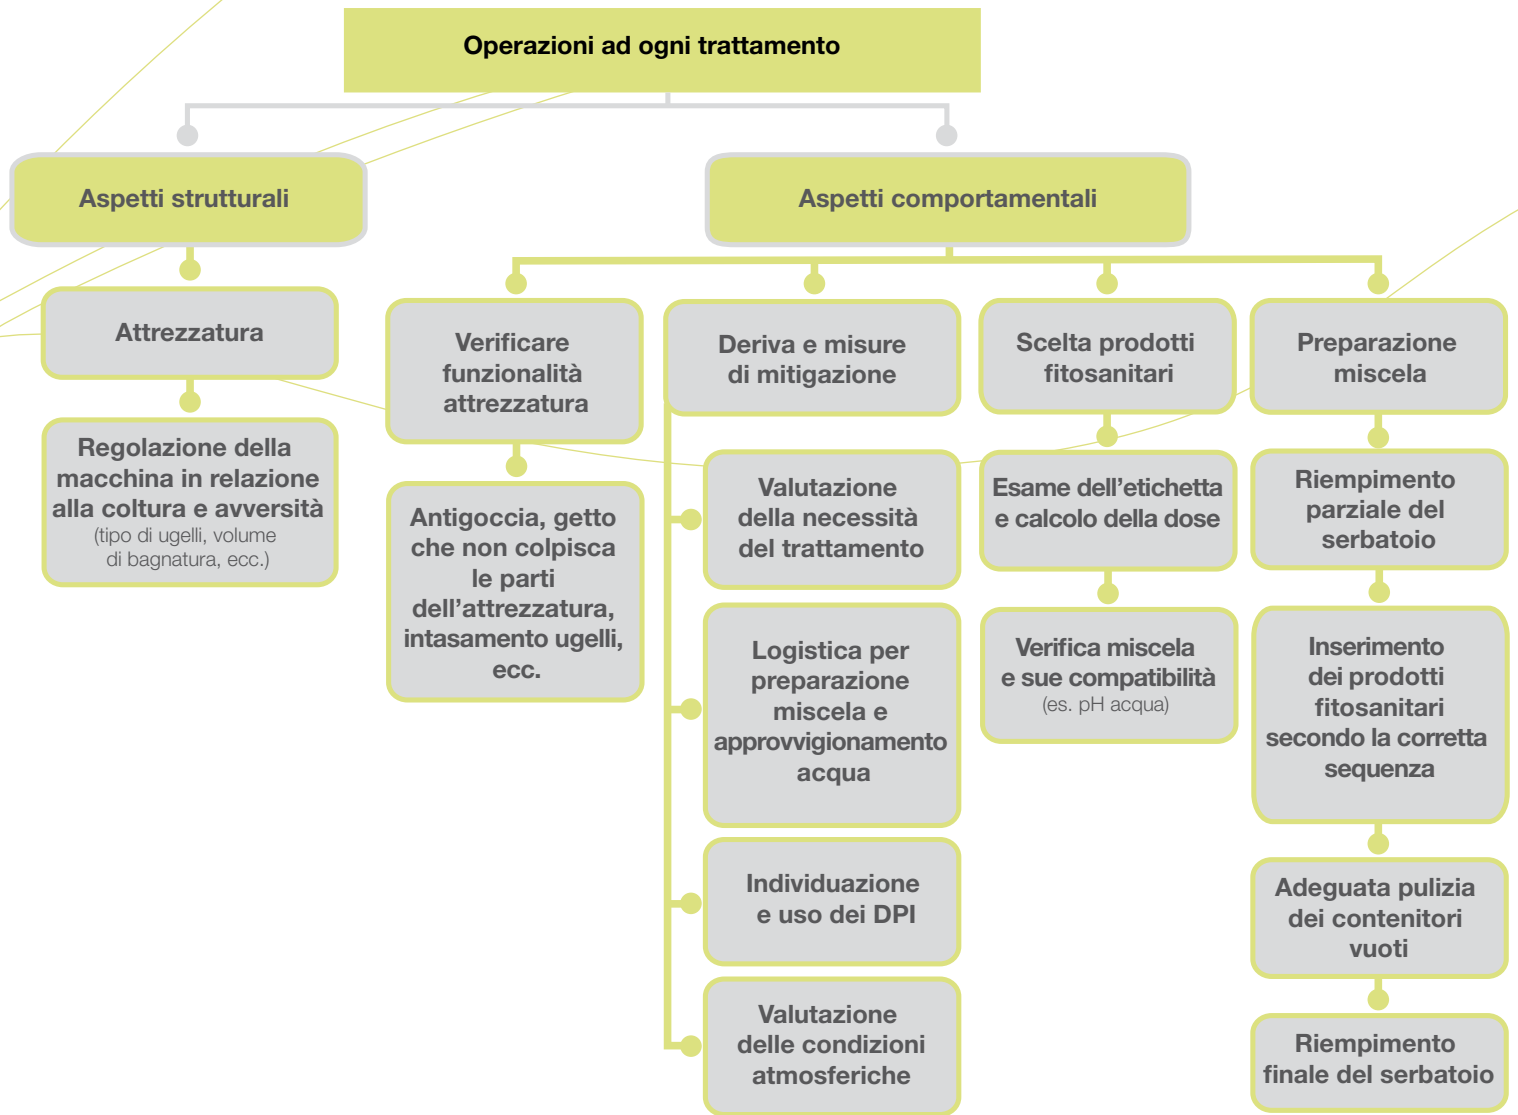 Operazioni ad ogni trattamento
Aspetti strutturali
Aspetti comportamentali
Attrezzatura
Regolazione della
macchina in relazione
alla coltura e avversità
(tipo di ugelli, volume
di bagnatura, ecc.)
Verificare
funzionalità
attrezzatura
Antigoccia, getto
che non colpisca
le parti
dell’attrezzatura,
intasamento ugelli,
ecc.
Deriva e misure
di mitigazione
Valutazione
della necessità
del trattamento
Logistica per
preparazione
miscela e
approvvigionamento
acqua
Individuazione
e uso dei DPI
Valutazione
delle condizioni
atmosferiche
Scelta prodotti
fitosanitari
Esame dell’etichetta
e calcolo della dose
Verifica miscela
e sue compatibilità
(es. pH acqua)
Preparazione
miscela
Riempimento
parziale del
serbatoio
Inserimento
dei prodotti
fitosanitari
secondo la corretta
sequenza
Adeguata pulizia
dei contenitori
vuoti
Riempimento
finale del serbatoio